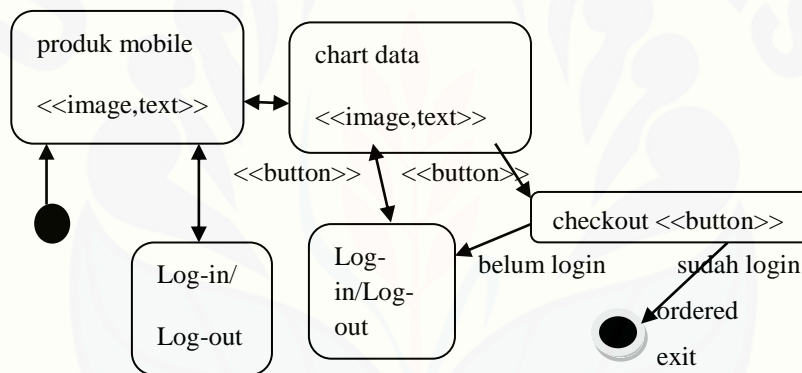 produk mobile
<<image,text>>
chart data
<<image,text>>
<<button>>
<<button>>
checkout <<button>>
Log-in/
Log-out
Log-
in/Log-
out
belum login
sudah login
ordered
exit